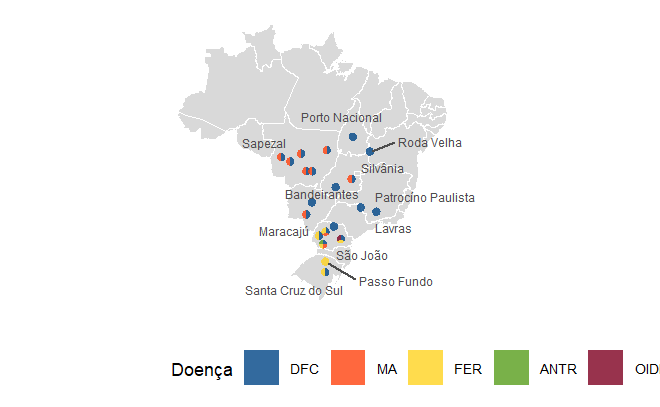 Porto Nacional
Sapezal
Roda Velha
Silvânia
Bandeirantes
Patrocino Paulista
Maracajú
Lavras
São João
Passo Fundo
Santa Cruz do Sul
Doença DFC MA FER ANTR OID